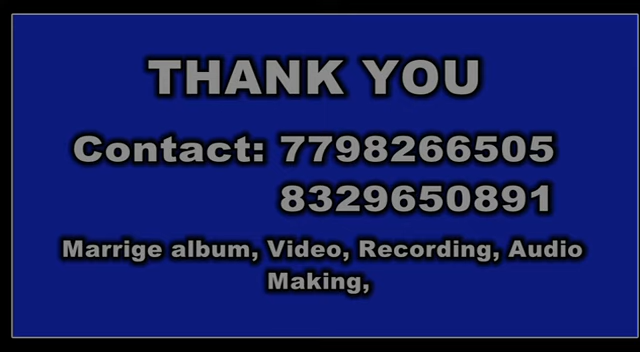 THANK YOU
Contact: 7798266505
8329650891
Marrige album, Video, Recording, Audio
Making,